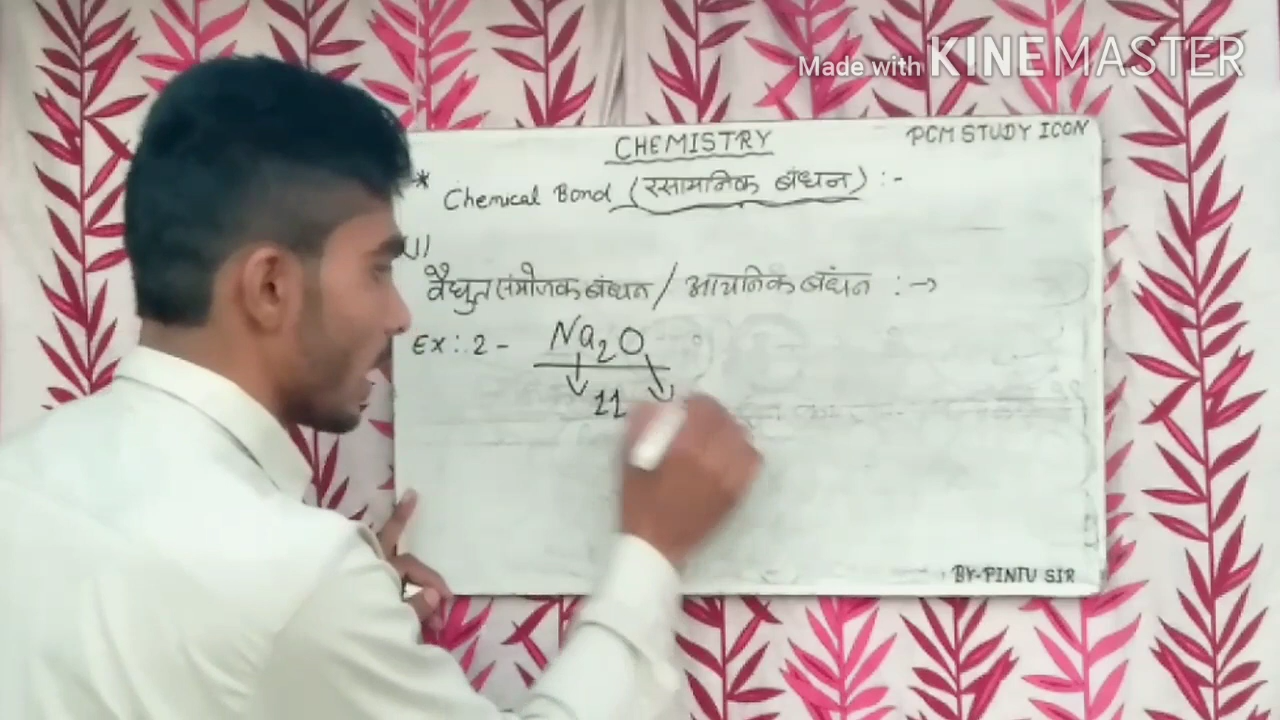 Made with KINEMASTER
CHEMISTRY
PCM STUDY ICON
* Chemical Bond (रसामानिक बंधन) :-
(1)
वैधुत संयोजक बंधन / आयनिक बंधन :->
Ex:. 2 - Na₂O
11
BY-PINTU SIR